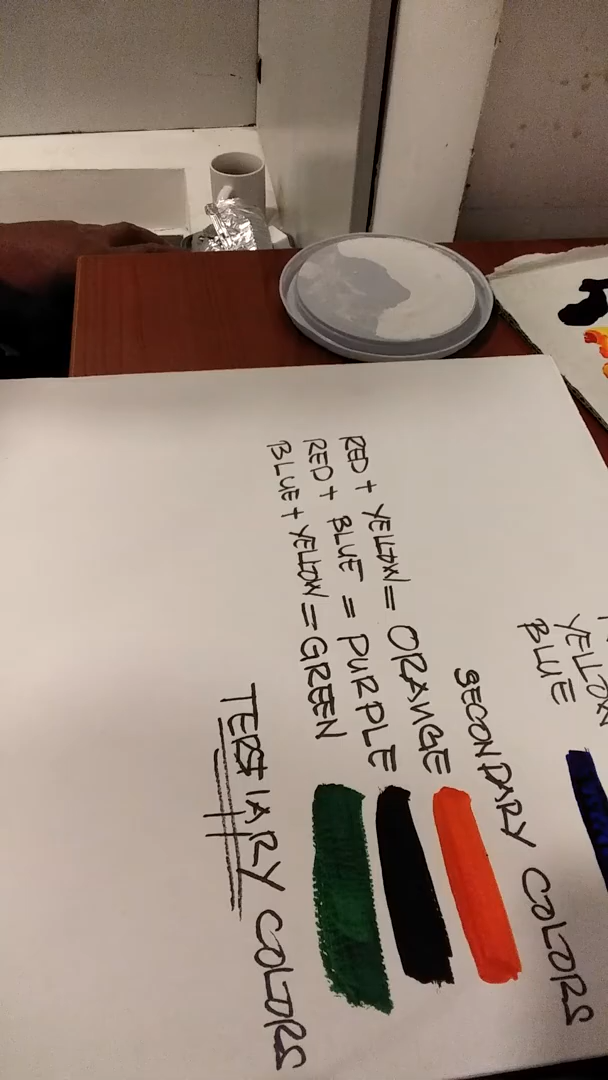 YELLOW
BLUE
SECONDARY COLORS
RED + YELLOW = ORANGE
RED + BLUE = PURPLE
BLUE + YELLOW = GREEN
TERTIARY COLORS